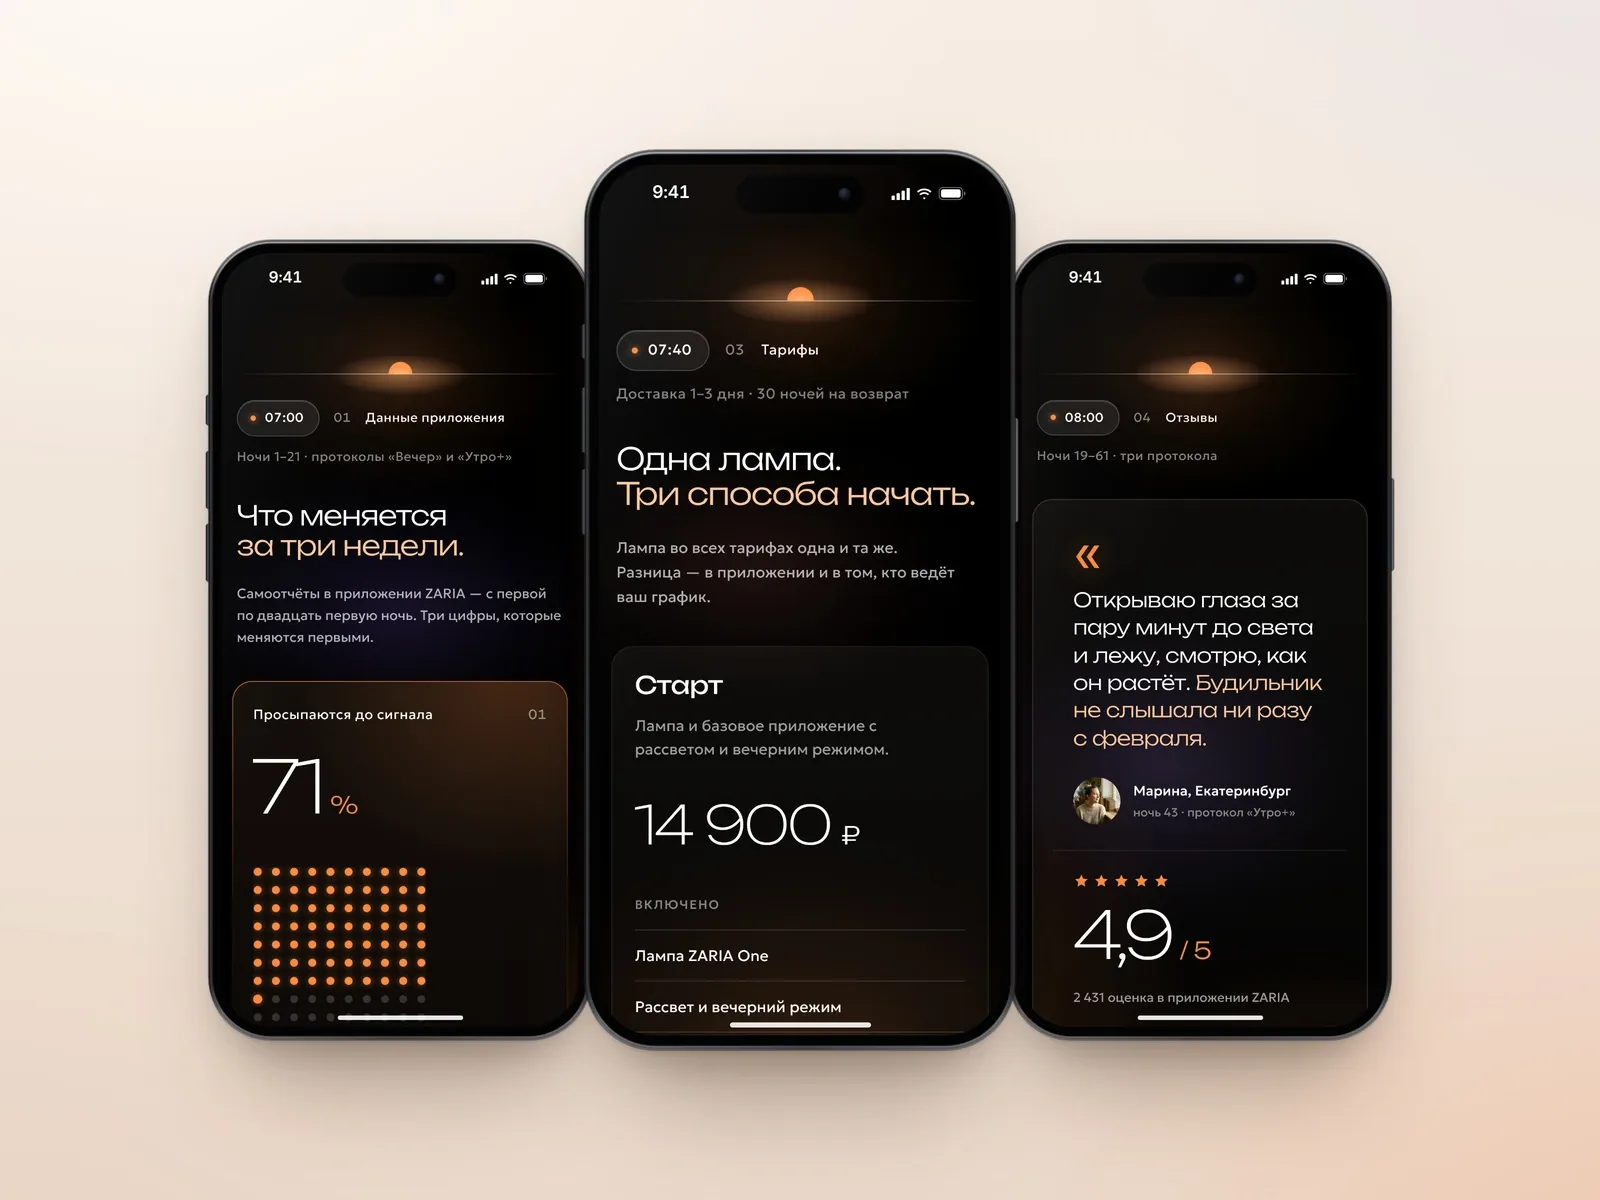 9:41
07:00 01 Данные приложения
Ночи 1–21 · протоколы «Вечер» и «Утро+»
Что меняется
за три недели.
Самоотчёты в приложении ZARIA — с первой
по двадцать первую ночь. Три цифры, которые
меняются первыми.
Просыпаются до сигнала 01
71 %
9:41
07:40 03 Тарифы
Доставка 1–3 дня · 30 ночей на возврат
Одна лампа.
Три способа начать.
Лампа во всех тарифах одна и та же.
Разница — в приложении и в том, кто ведёт
ваш график.
Старт
Лампа и базовое приложение с
рассветом и вечерним режимом.
14 900 ₽
ВКЛЮЧЕНО
Лампа ZARIA One
Рассвет и вечерний режим
9:41
08:00 04 Отзывы
Ночи 19–61 · три протокола
«
Открываю глаза за
пару минут до света
и лежу, смотрю, как
он растёт. Будильник
не слышала ни разу
с февраля.
Марина, Екатеринбург
ночь 43 · протокол «Утро+»
4,9 / 5
2 431 оценка в приложении ZARIA